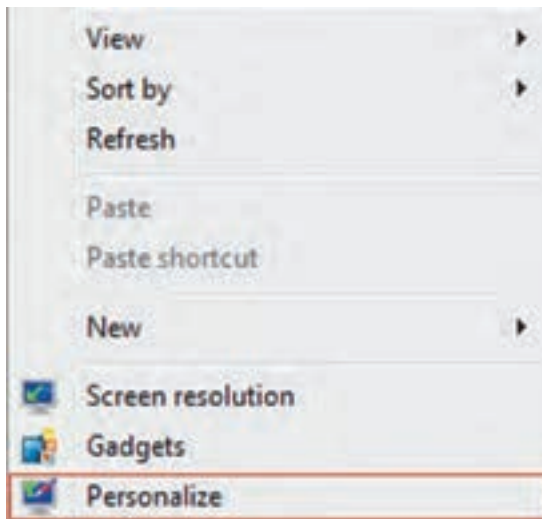 View
Sort by
Refresh
Paste
Paste shortcut
New
Screen resolution
Gadgets
Personalize